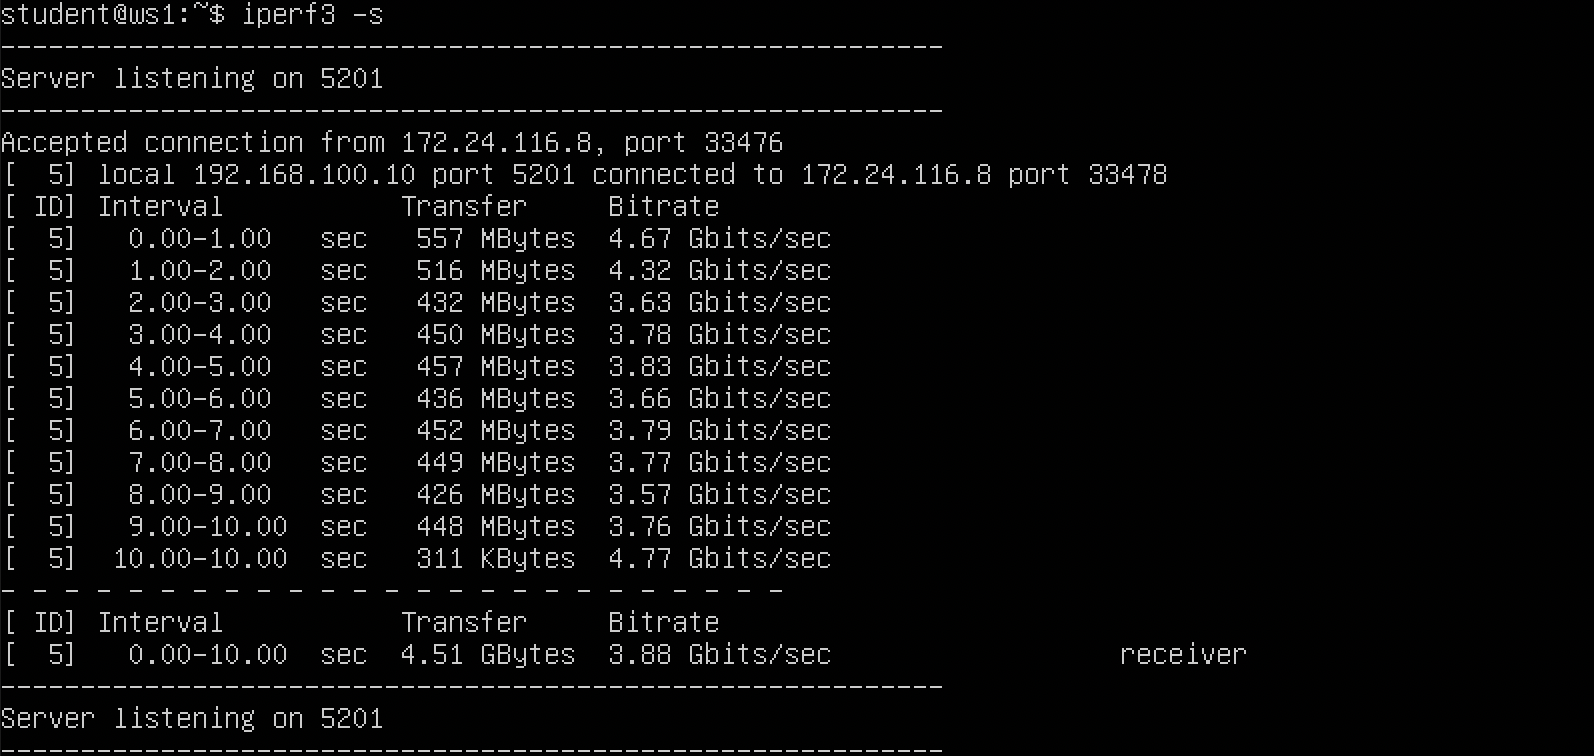 student@ws1:~$ iperf3 -s
-----------------------------------------------------------
Server listening on 5201
-----------------------------------------------------------
Accepted connection from 172.24.116.8, port 33476
[  5] local 192.168.100.10 port 5201 connected to 172.24.116.8 port 33478
[ ID] Interval           Transfer     Bitrate
[  5]   0.00-1.00   sec   557 MBytes  4.67 Gbits/sec
[  5]   1.00-2.00   sec   516 MBytes  4.32 Gbits/sec
[  5]   2.00-3.00   sec   432 MBytes  3.63 Gbits/sec
[  5]   3.00-4.00   sec   450 MBytes  3.78 Gbits/sec
[  5]   4.00-5.00   sec   457 MBytes  3.83 Gbits/sec
[  5]   5.00-6.00   sec   436 MBytes  3.66 Gbits/sec
[  5]   6.00-7.00   sec   452 MBytes  3.79 Gbits/sec
[  5]   7.00-8.00   sec   449 MBytes  3.77 Gbits/sec
[  5]   8.00-9.00   sec   426 MBytes  3.57 Gbits/sec
[  5]   9.00-10.00  sec   448 MBytes  3.76 Gbits/sec
[  5]  10.00-10.00  sec   311 KBytes  4.77 Gbits/sec
- - - - - - - - - - - - - - - - - - - - - - - - -
[ ID] Interval           Transfer     Bitrate
[  5]   0.00-10.00  sec  4.51 GBytes  3.88 Gbits/sec                  receiver
-----------------------------------------------------------
Server listening on 5201
-----------------------------------------------------------